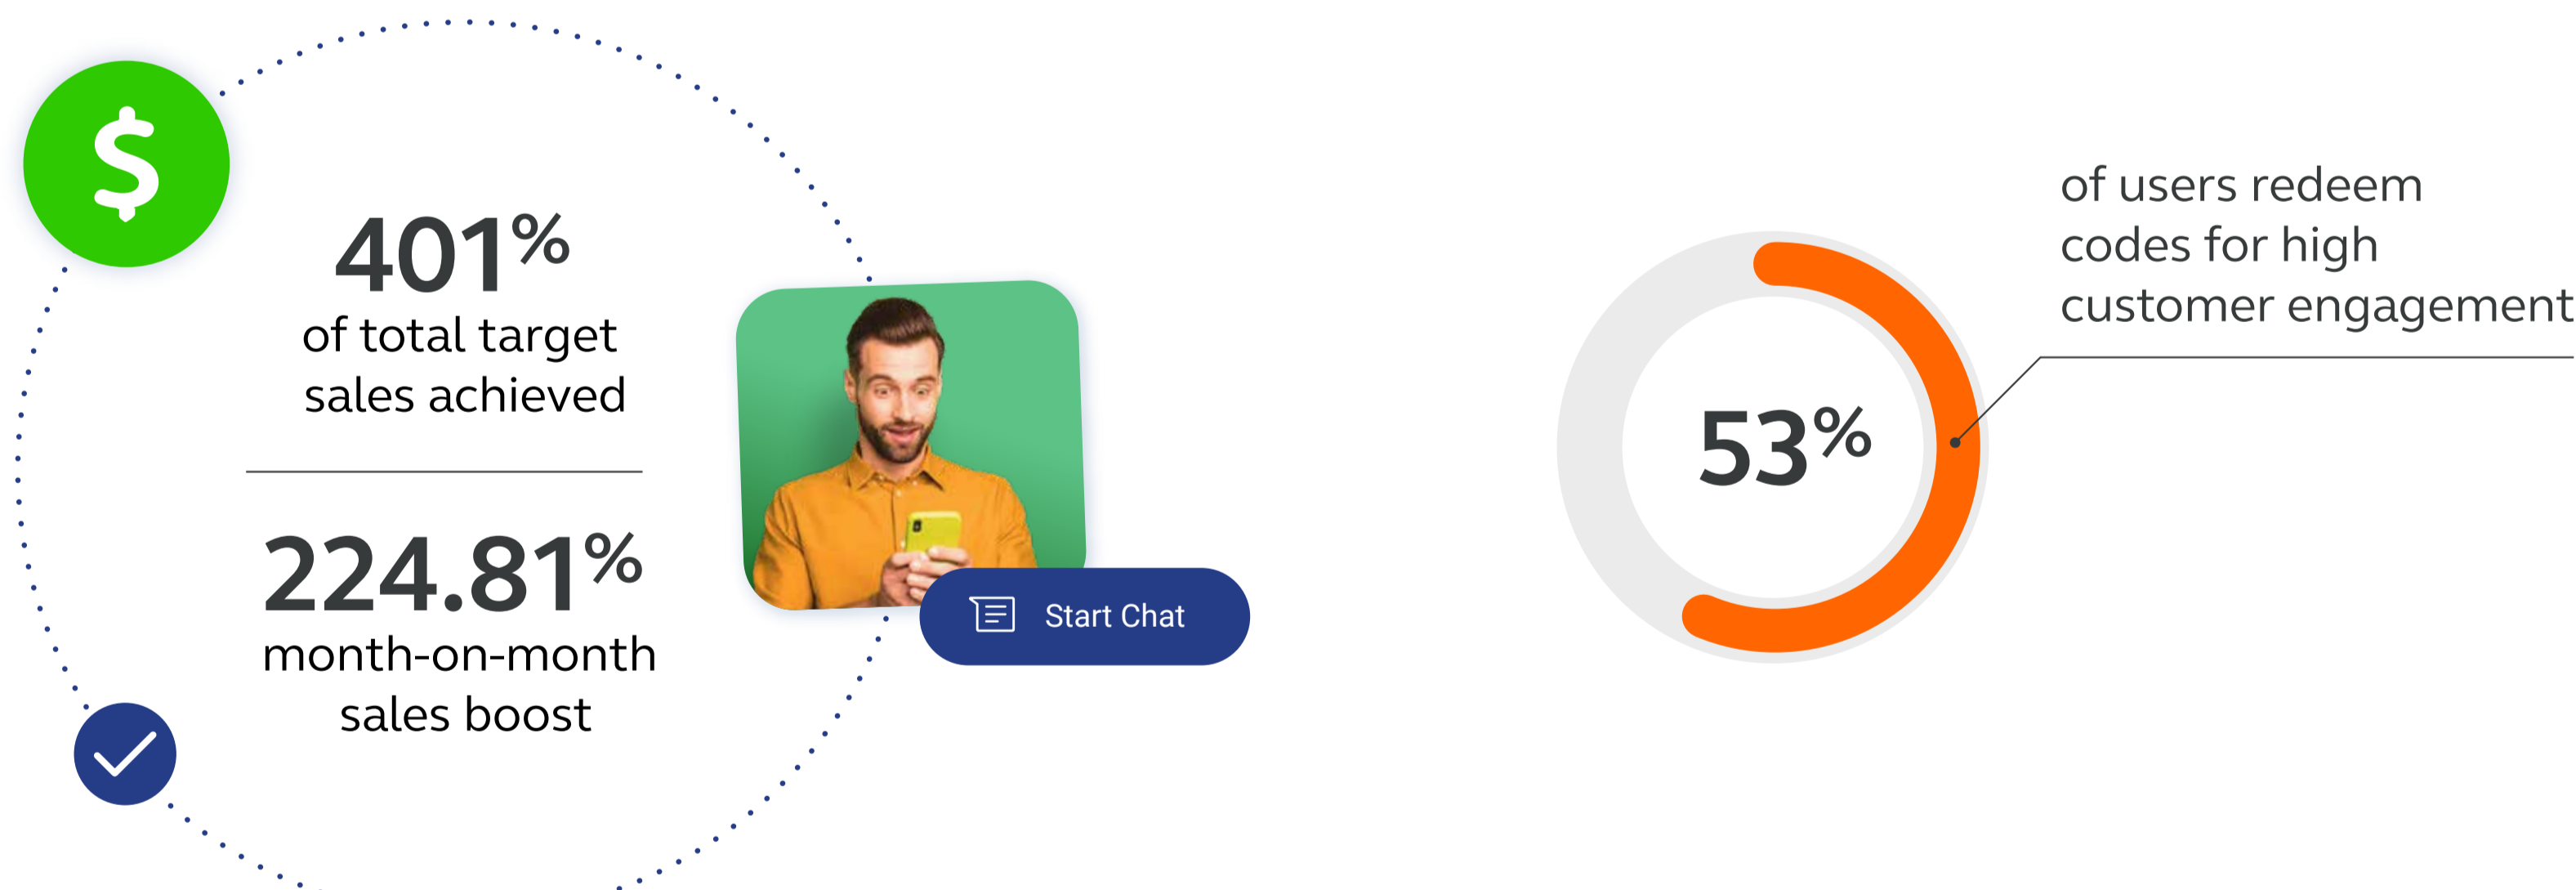 401%
of total target
sales achieved
224.81%
month-on-month
sales boost
Start Chat
53%
of users redeem
codes for high
customer engagement